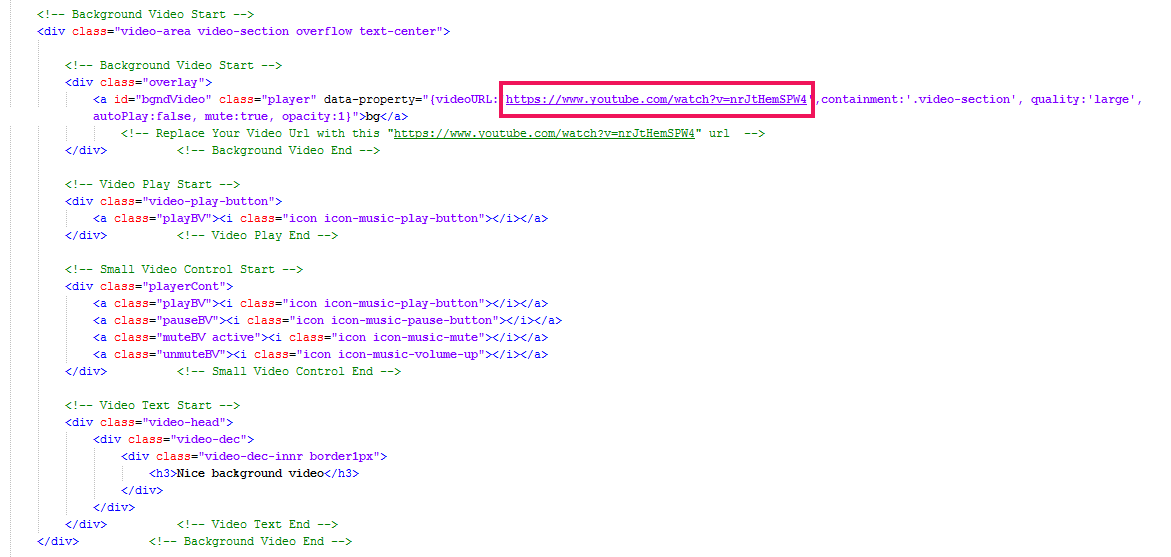 <!-- Background Video Start -->
<div class="video-area video-section overflow text-center">
<!-- Background Video Start -->
<div class="overlay">
<a id="bgndVideo" class="player" data-property="{videoURL:'https://www.youtube.com/watch?v=nrJtHemSPW4',containment:'.video-section', quality:'large',
autoPlay:false, mute:true, opacity:1}">bg</a>
<!-- Replace Your Video Url with this "https://www.youtube.com/watch?v=nrJtHemSPW4" url  -->
</div> <!-- Background Video End -->
<!-- Video Play Start -->
<div class="video-play-button">
<a class="playBV"><i class="icon icon-music-play-button"></i></a>
</div> <!-- Video Play End -->
<!-- Small Video Control Start -->
<div class="playerCont">
<a class="playBV"><i class="icon icon-music-play-button"></i></a>
<a class="pauseBV"><i class="icon icon-music-pause-button"></i></a>
<a class="muteBV active"><i class="icon icon-music-mute"></i></a>
<a class="unmuteBV"><i class="icon icon-music-volume-up"></i></a>
</div> <!-- Small Video Control End -->
<!-- Video Text Start -->
<div class="video-head">
<div class="video-dec">
<div class="video-dec-innr border1px">
<h3>Nice background video</h3>
</div>
</div>
</div> <!-- Video Text End -->
</div> <!-- Background Video End -->